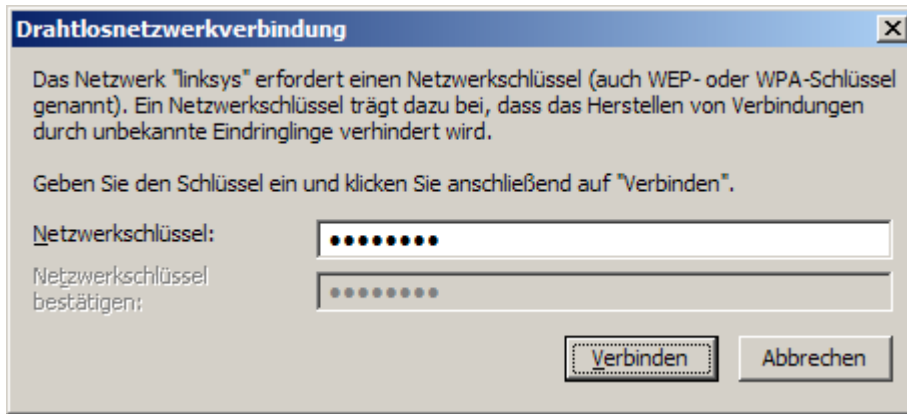 Drahtlosnetzwerkverbindung
Das Netzwerk "linksys" erfordert einen Netzwerkschlüssel (auch WEP- oder WPA-Schlüssel
genannt). Ein Netzwerkschlüssel trägt dazu bei, dass das Herstellen von Verbindungen
durch unbekannte Eindringlinge verhindert wird.
Geben Sie den Schlüssel ein und klicken Sie anschließend auf "Verbinden".
Netzwerkschlüssel: ●●●●●●●●
Netzwerkschlüssel
bestätigen: ●●●●●●●●
Verbinden Abbrechen